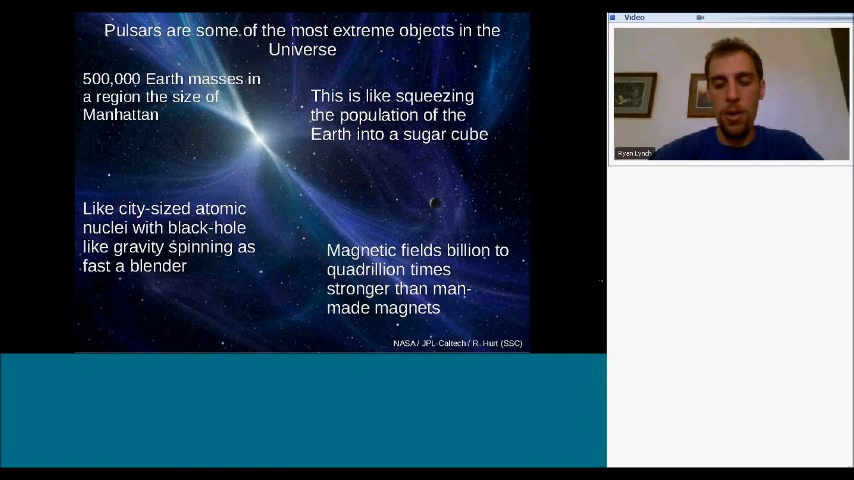 Pulsars are some of the most extreme objects in the
Universe
500,000 Earth masses in
a region the size of
Manhattan
This is like squeezing
the population of the
Earth into a sugar cube
Like city-sized atomic
nuclei with black-hole
like gravity spinning as
fast a blender
Magnetic fields billion to
quadrillion times
stronger than man-
made magnets
NASA / JPL-Caltech / R. Hurt (SSC)
Video
Ryan Lynch